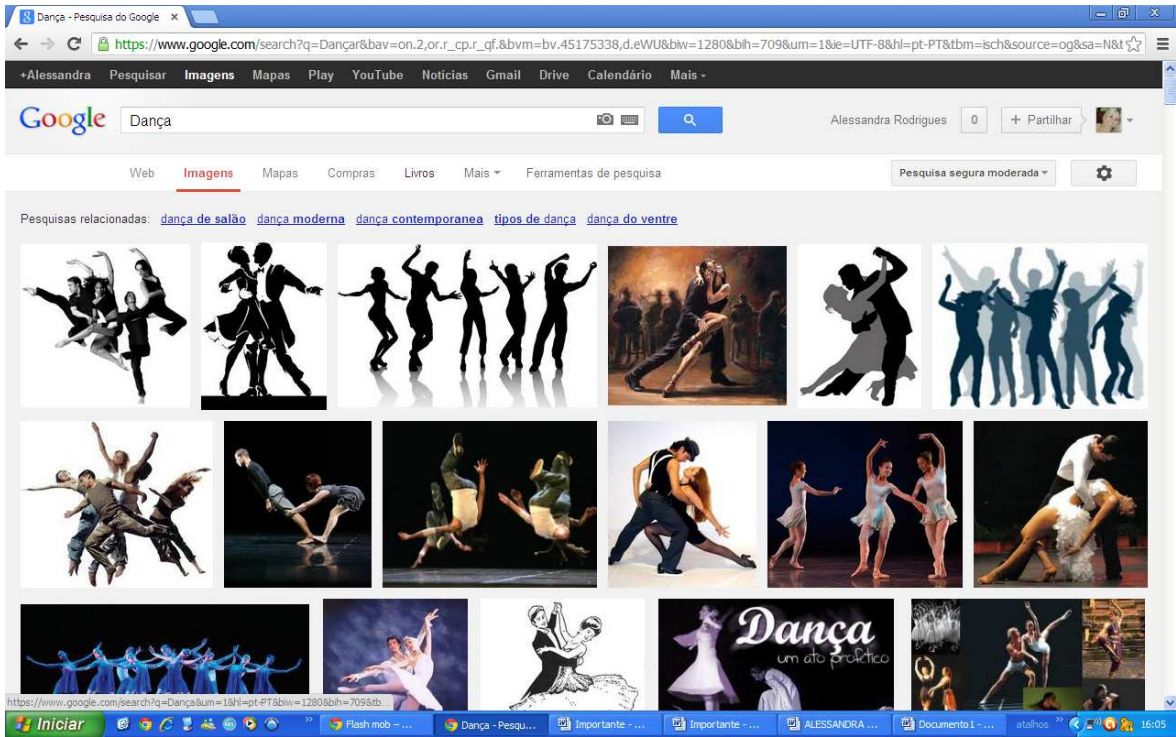 Dança - Pesquisa do Google
https://www.google.com/search?q=Dançar&bav=on.2,or.r_cp.r_qf.&bvm=bv.45175338,d.eWU&biw=1280&bih=709&um=1&ie=UTF-8&hl=pt-PT&tbm=isch&source=og&sa=N&t
+Alessandra Pesquisar Imagens Mapas Play YouTube Notícias Gmail Drive Calendário Mais
Google Dança Alessandra Rodrigues 0 + Partilhar
Web Imagens Mapas Compras Livros Mais Ferramentas de pesquisa Pesquisa segura moderada
Pesquisas relacionadas: dança de salão dança moderna dança contemporanea tipos de dança dança do ventre
Dança
um ato profético
https://www.google.com/search?q=Dança&um=1&hl=pt-PT&biw=1280&bih=709&tb...
Iniciar Flash mob – ... Dança - Pesqu... Importante - ... Importante - ... ALESSANDRA ... Documento1 - ... atalhos 16:05